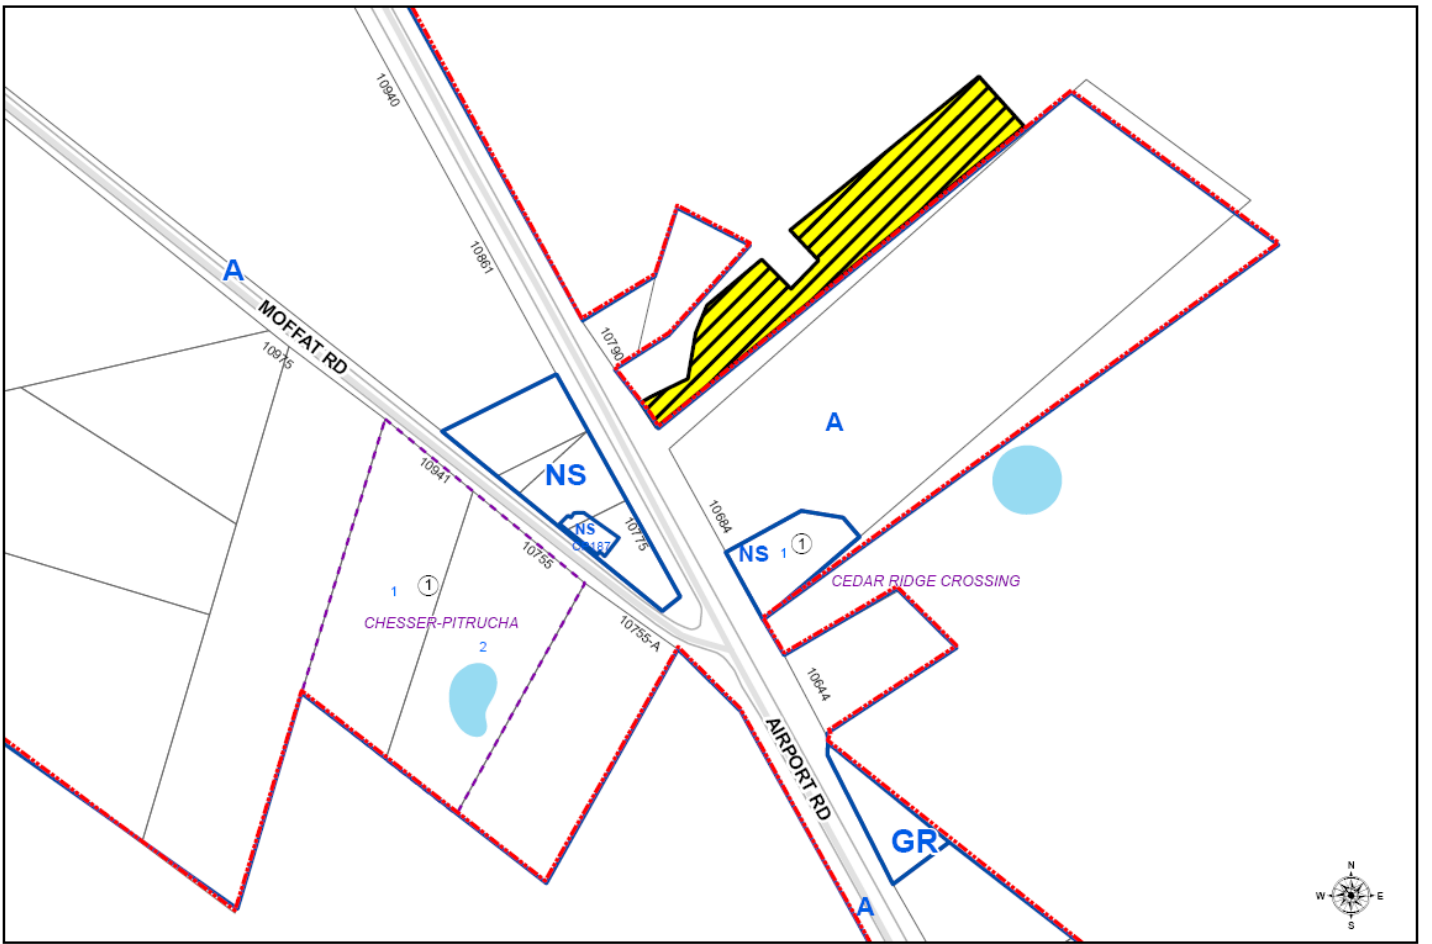 10940
10861
A
MOFFAT RD
10975
10790
10941
NS
A
10684
NS
10775
10755
NS
1
1
CEDAR RIDGE CROSSING
1
1
CHESSER-PITRUCHA
2
10755-A
10644
AIRPORT RD
GR
A
N
W
E
S